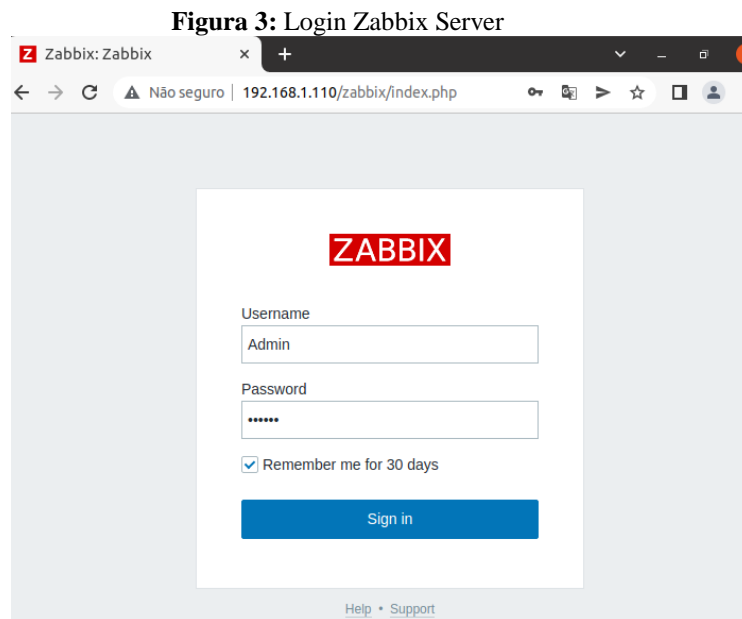 Figura 3: Login Zabbix Server
Z Zabbix: Zabbix
Não seguro | 192.168.1.110/zabbix/index.php
ZABBIX
Username
Admin
Password
••••••
Remember me for 30 days
Sign in
Help • Support